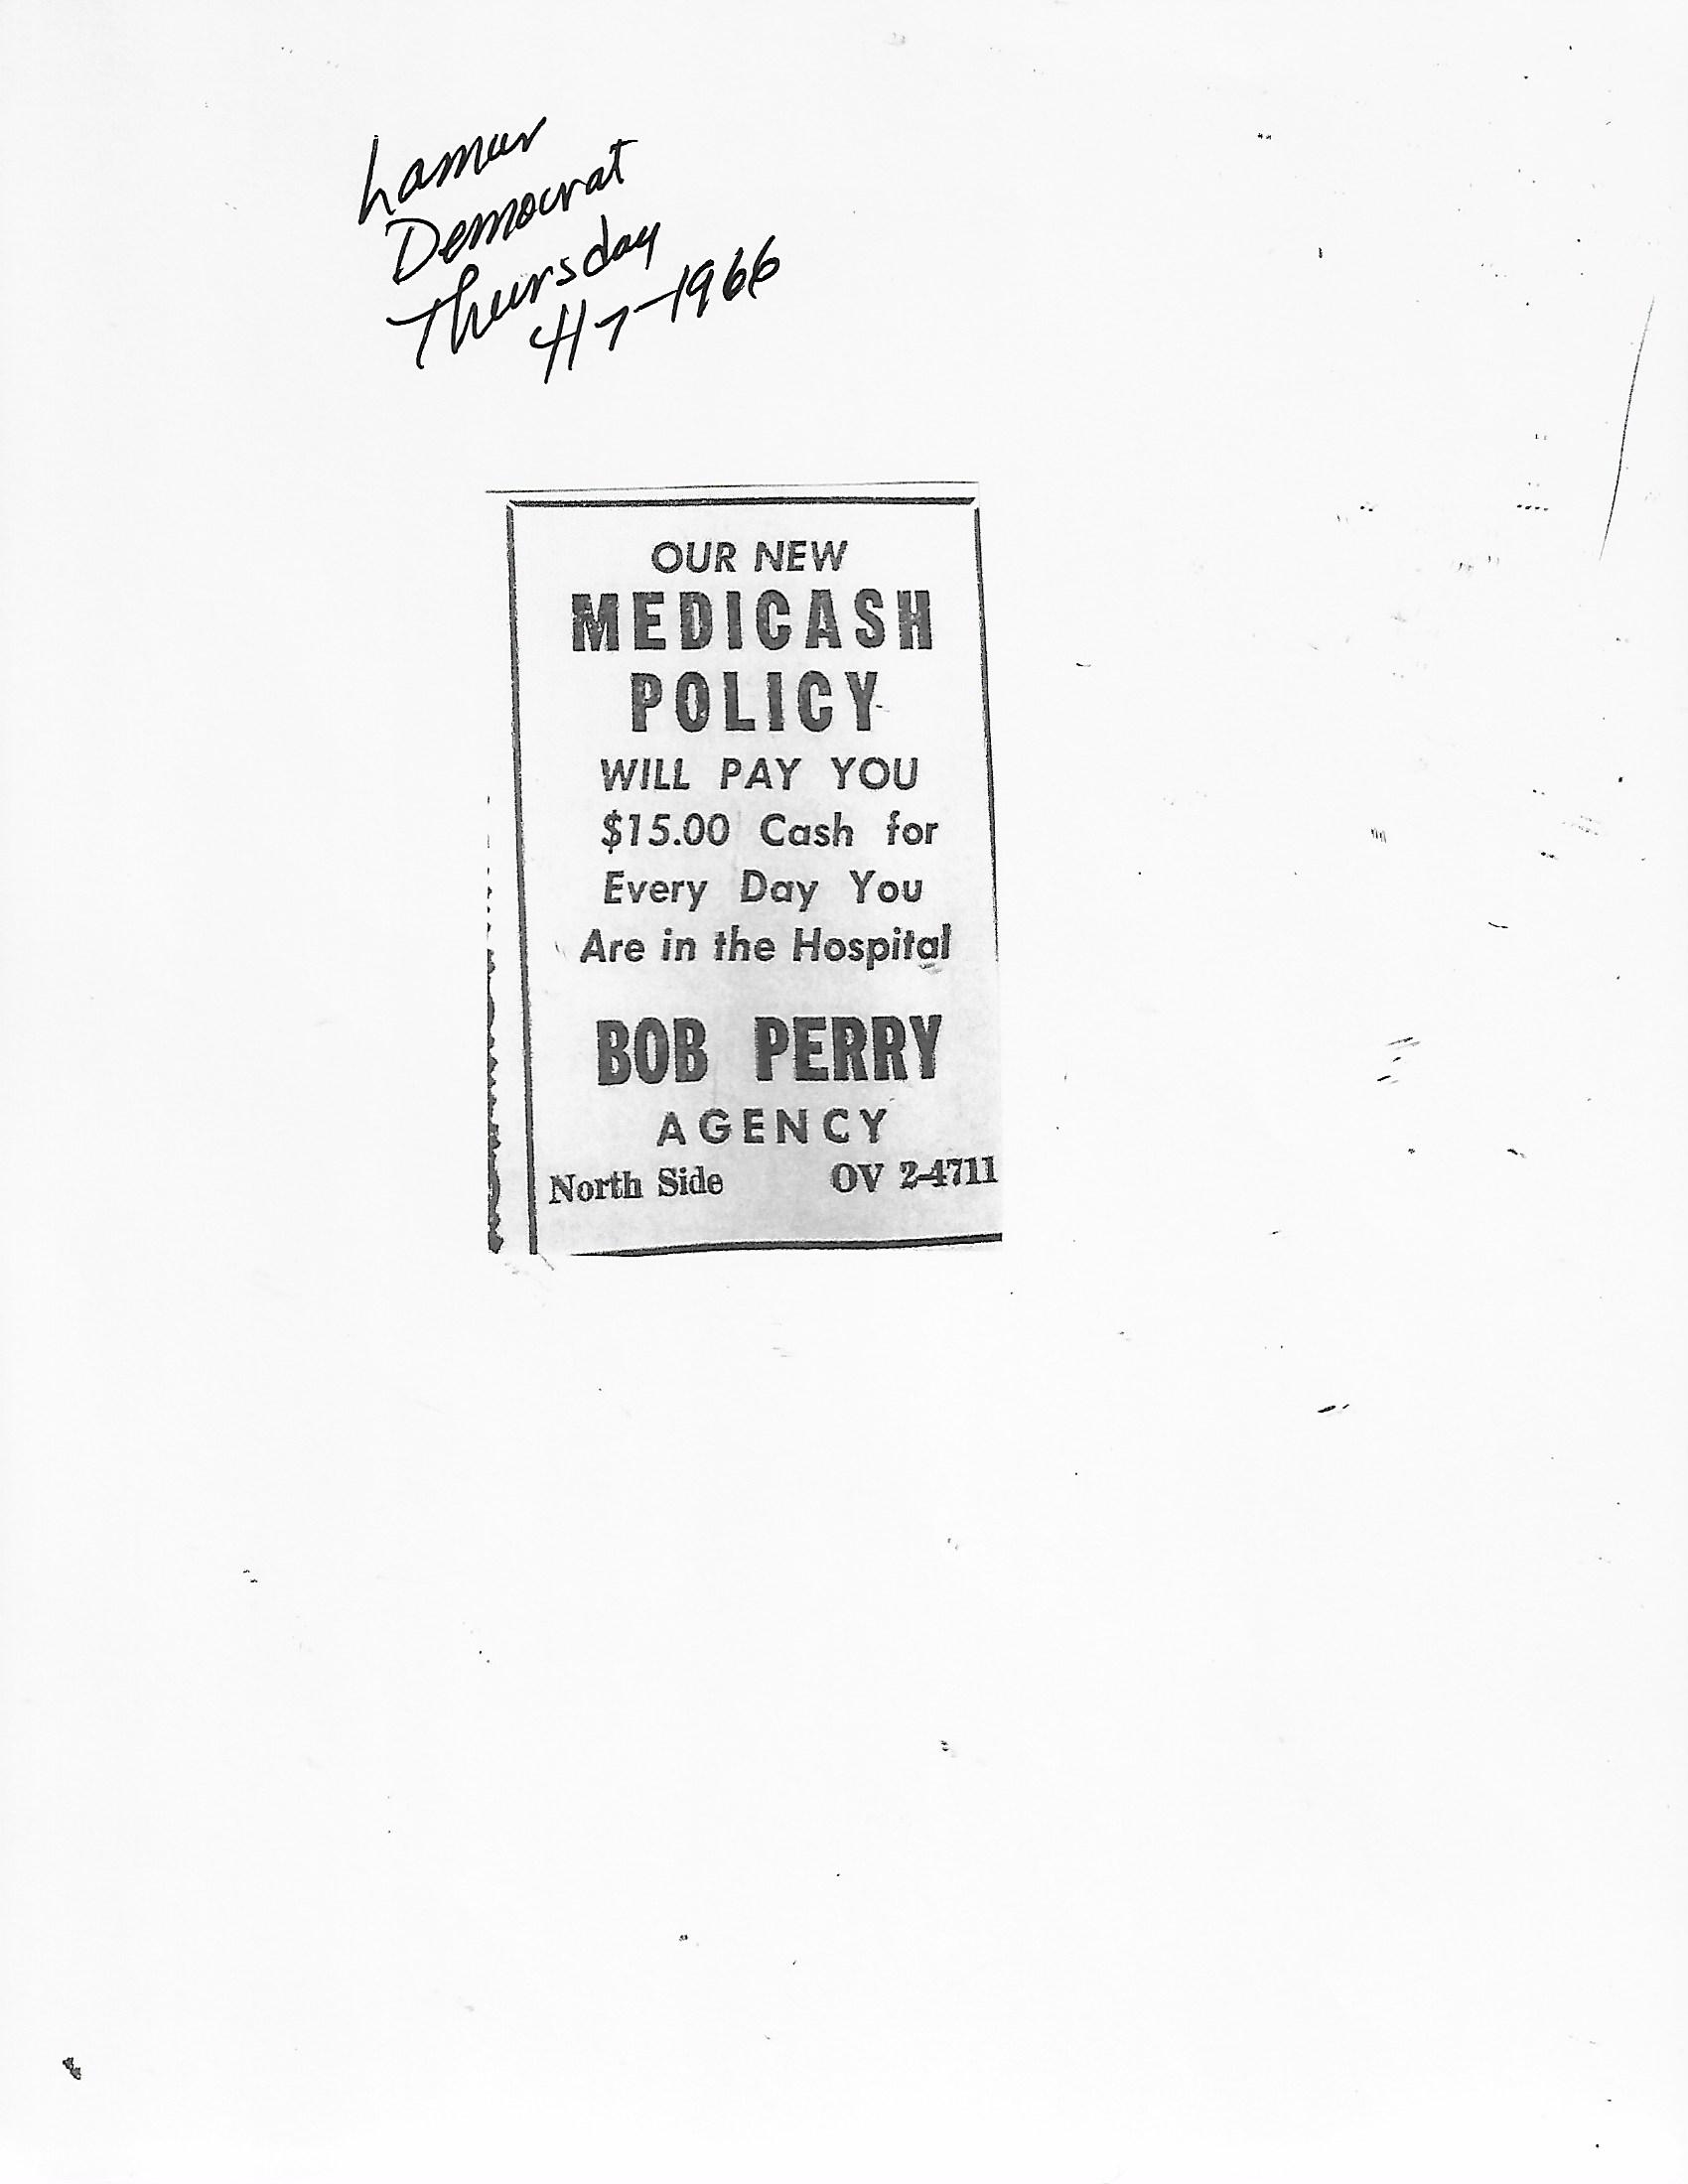 Lamar
Democrat
Thursday
4-7-1966
OUR NEW
MEDICASH
POLICY
WILL PAY YOU
$15.00 Cash for
Every Day You
Are in the Hospital
BOB PERRY
AGENCY
North Side OV 2-4711